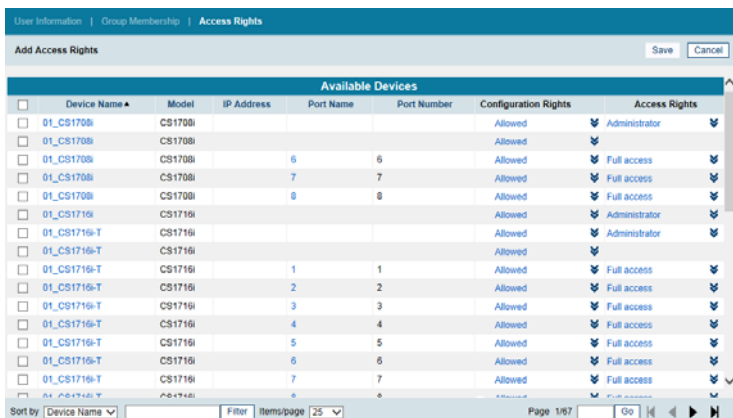 User Information | Group Membership | Access Rights
Add Access Rights Save Cancel
Available Devices
Device Name Model IP Address Port Name Port Number Configuration Rights Access Rights
01_CS1708i CS1708i Allowed Administrator
01_CS1708i CS1708i Allowed
01_CS1708i CS1708i 6 6 Allowed Full access
01_CS1708i CS1708i 7 7 Allowed Full access
01_CS1708i CS1708i 8 8 Allowed Full access
01_CS1716i CS1716i Allowed Administrator
01_CS1716i-T CS1716i Allowed Administrator
01_CS1716i-T CS1716i Allowed
01_CS1716i-T CS1716i 1 1 Allowed Full access
01_CS1716i-T CS1716i 2 2 Allowed Full access
01_CS1716i-T CS1716i 3 3 Allowed Full access
01_CS1716i-T CS1716i 4 4 Allowed Full access
01_CS1716i-T CS1716i 5 5 Allowed Full access
01_CS1716i-T CS1716i 6 6 Allowed Full access
01_CS1716i-T CS1716i 7 7 Allowed Full access
Sort by Device Name Filter Items/page 25 Page 1/67 Go